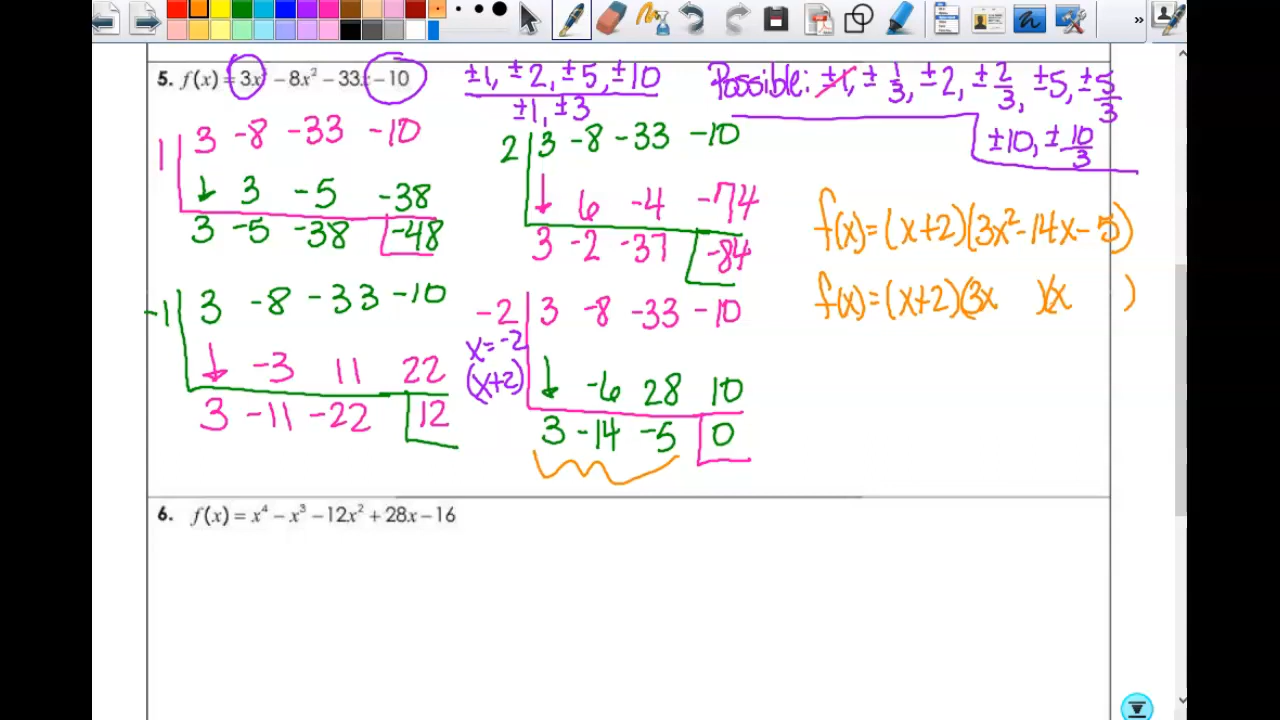 5. f(x) = 3x³ - 8x² - 33x - 10
±1, ±2, ±5, ±10
±1, ±3
Possible: ±1, ± 1/3, ±2, ± 2/3, ±5, ± 5/3
±10, ± 10/3
1 3 -8 -33 -10
3 -5 -38
3 -5 -38 -48
2 3 -8 -33 -10
6 -4 -74
3 -2 -37 -84
f(x) = (x+2)(3x² - 14x - 5)
f(x) = (x+2)(3x )(x )
-1 3 -8 -33 -10
-3 11 22
3 -11 -22 12
-2 3 -8 -33 -10
x = -2
(x+2)
-6 28 10
3 -14 -5 0
6. f(x) = x⁴ - x³ - 12x² + 28x - 16